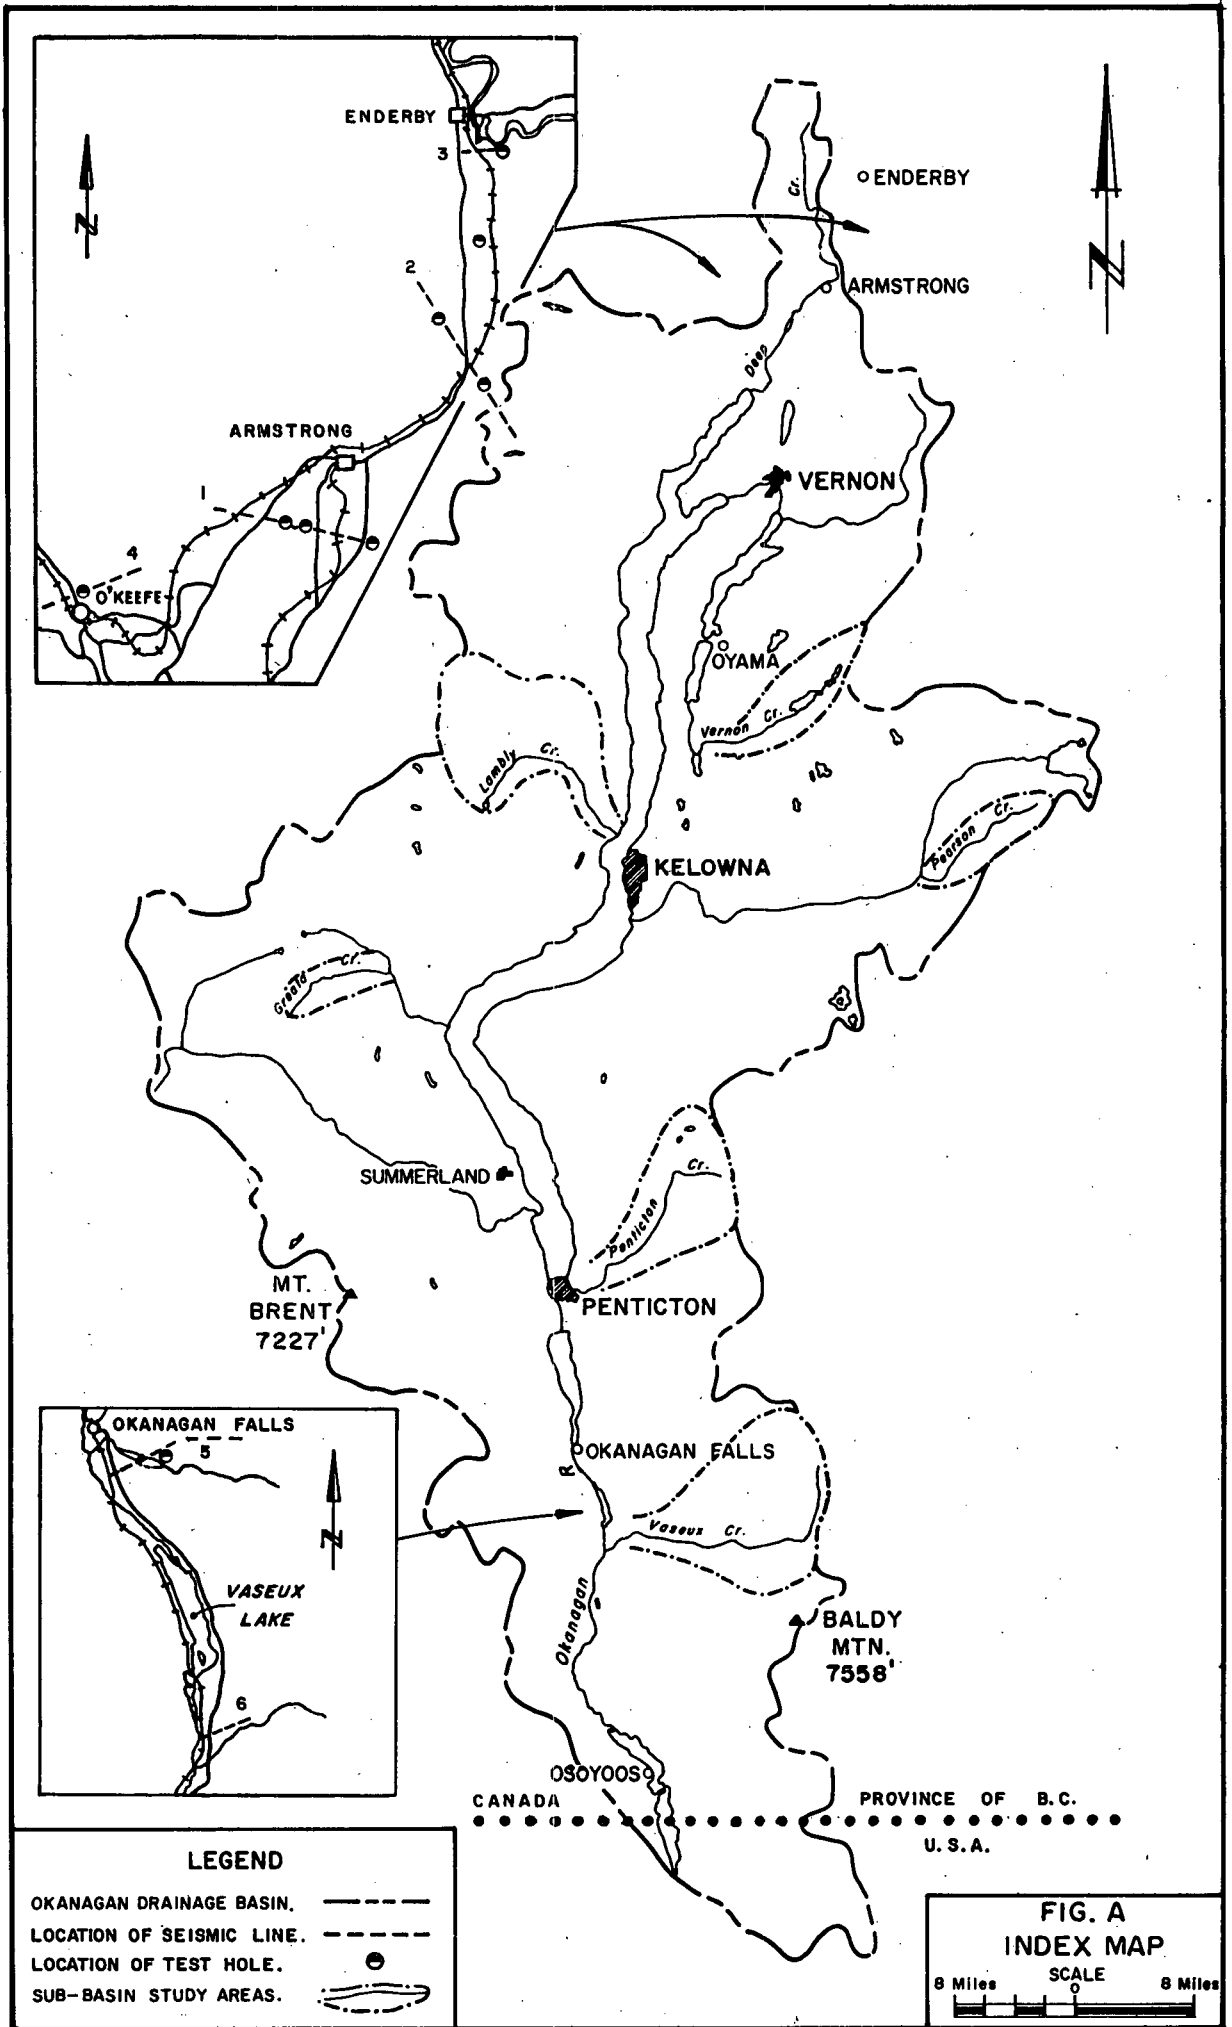 ENDERBY
3
N
2
ARMSTRONG
1
4
O'KEEFE
Cr.
ENDERBY
N
ARMSTRONG
Deep
VERNON
OYAMA
Vernon Cr.
Lambly Cr.
Pearson Cr.
KELOWNA
Greata Cr.
SUMMERLAND
Penticton Cr.
MT.
BRENT
7227'
PENTICTON
OKANAGAN FALLS
5
N
VASEUX
LAKE
6
OKANAGAN FALLS
R
Vaseux Cr.
Okanagan
BALDY
MTN.
7558'
OSOYOOS
CANADA
PROVINCE OF B.C.
U.S.A.
LEGEND
OKANAGAN DRAINAGE BASIN.
LOCATION OF SEISMIC LINE.
LOCATION OF TEST HOLE.
SUB-BASIN STUDY AREAS.
FIG. A
INDEX MAP
SCALE
8 Miles 0 8 Miles